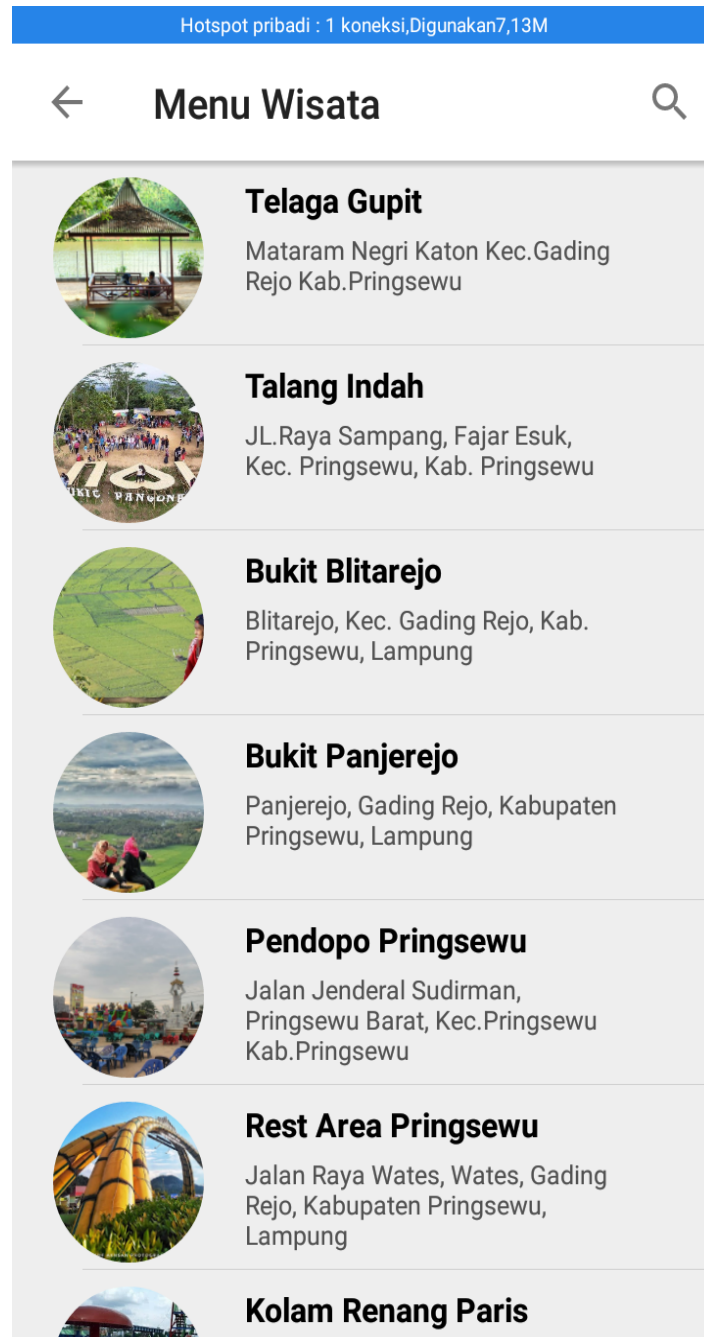 Hotspot pribadi : 1 koneksi,Digunakan7,13M
Menu Wisata
Telaga Gupit
Mataram Negri Katon Kec.Gading
Rejo Kab.Pringsewu
Talang Indah
JL.Raya Sampang, Fajar Esuk,
Kec. Pringsewu, Kab. Pringsewu
Bukit Blitarejo
Blitarejo, Kec. Gading Rejo, Kab.
Pringsewu, Lampung
Bukit Panjerejo
Panjerejo, Gading Rejo, Kabupaten
Pringsewu, Lampung
Pendopo Pringsewu
Jalan Jenderal Sudirman,
Pringsewu Barat, Kec.Pringsewu
Kab.Pringsewu
Rest Area Pringsewu
Jalan Raya Wates, Wates, Gading
Rejo, Kabupaten Pringsewu,
Lampung
Kolam Renang Paris